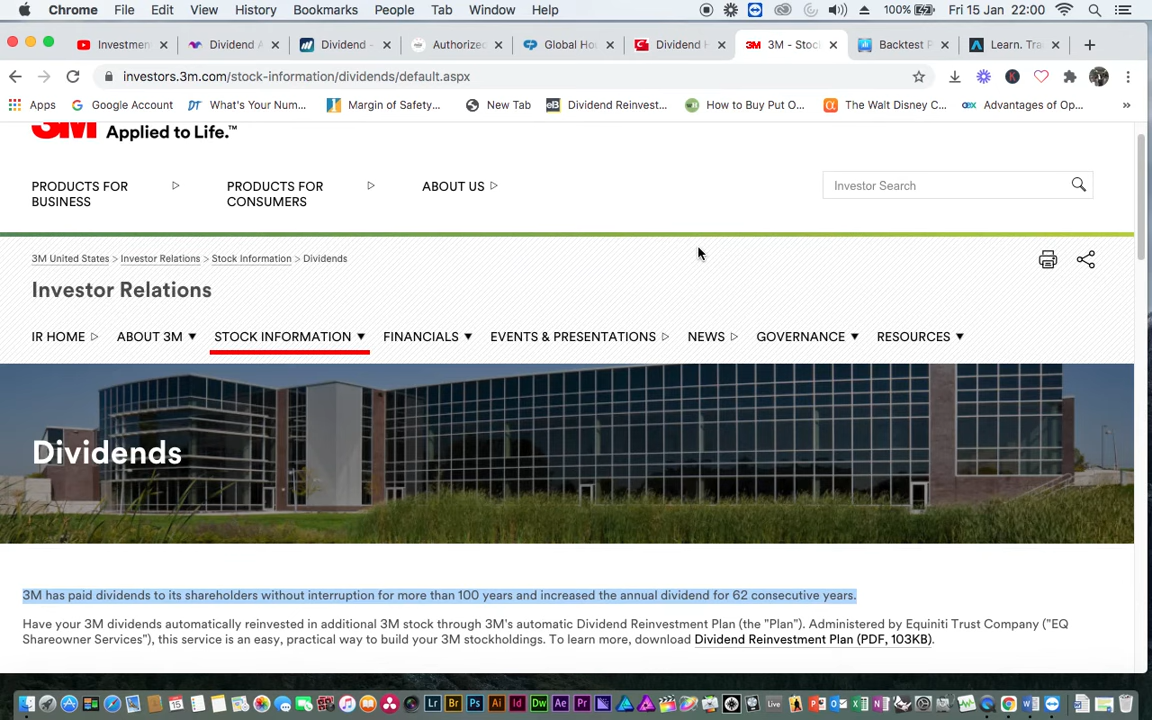 Chrome File Edit View History Bookmarks People Tab Window Help 100% Fri 15 Jan 22:00
Investmen Dividend A Dividend - Authorized Global Ho Dividend H 3M - Stoc Backtest P Learn. Tra
investors.3m.com/stock-information/dividends/default.aspx
Apps Google Account What's Your Num... Margin of Safety... New Tab Dividend Reinvest... How to Buy Put O... The Walt Disney C... Advantages of Op... »
3M Applied to Life.™
PRODUCTS FOR BUSINESS PRODUCTS FOR CONSUMERS ABOUT US Investor Search
3M United States > Investor Relations > Stock Information > Dividends
Investor Relations
IR HOME ABOUT 3M STOCK INFORMATION FINANCIALS EVENTS & PRESENTATIONS NEWS GOVERNANCE RESOURCES
Dividends
3M has paid dividends to its shareholders without interruption for more than 100 years and increased the annual dividend for 62 consecutive years.
Have your 3M dividends automatically reinvested in additional 3M stock through 3M's automatic Dividend Reinvestment Plan (the "Plan"). Administered by Equiniti Trust Company ("EQ
Shareowner Services"), this service is an easy, practical way to build your 3M stockholdings. To learn more, download Dividend Reinvestment Plan (PDF, 103KB).